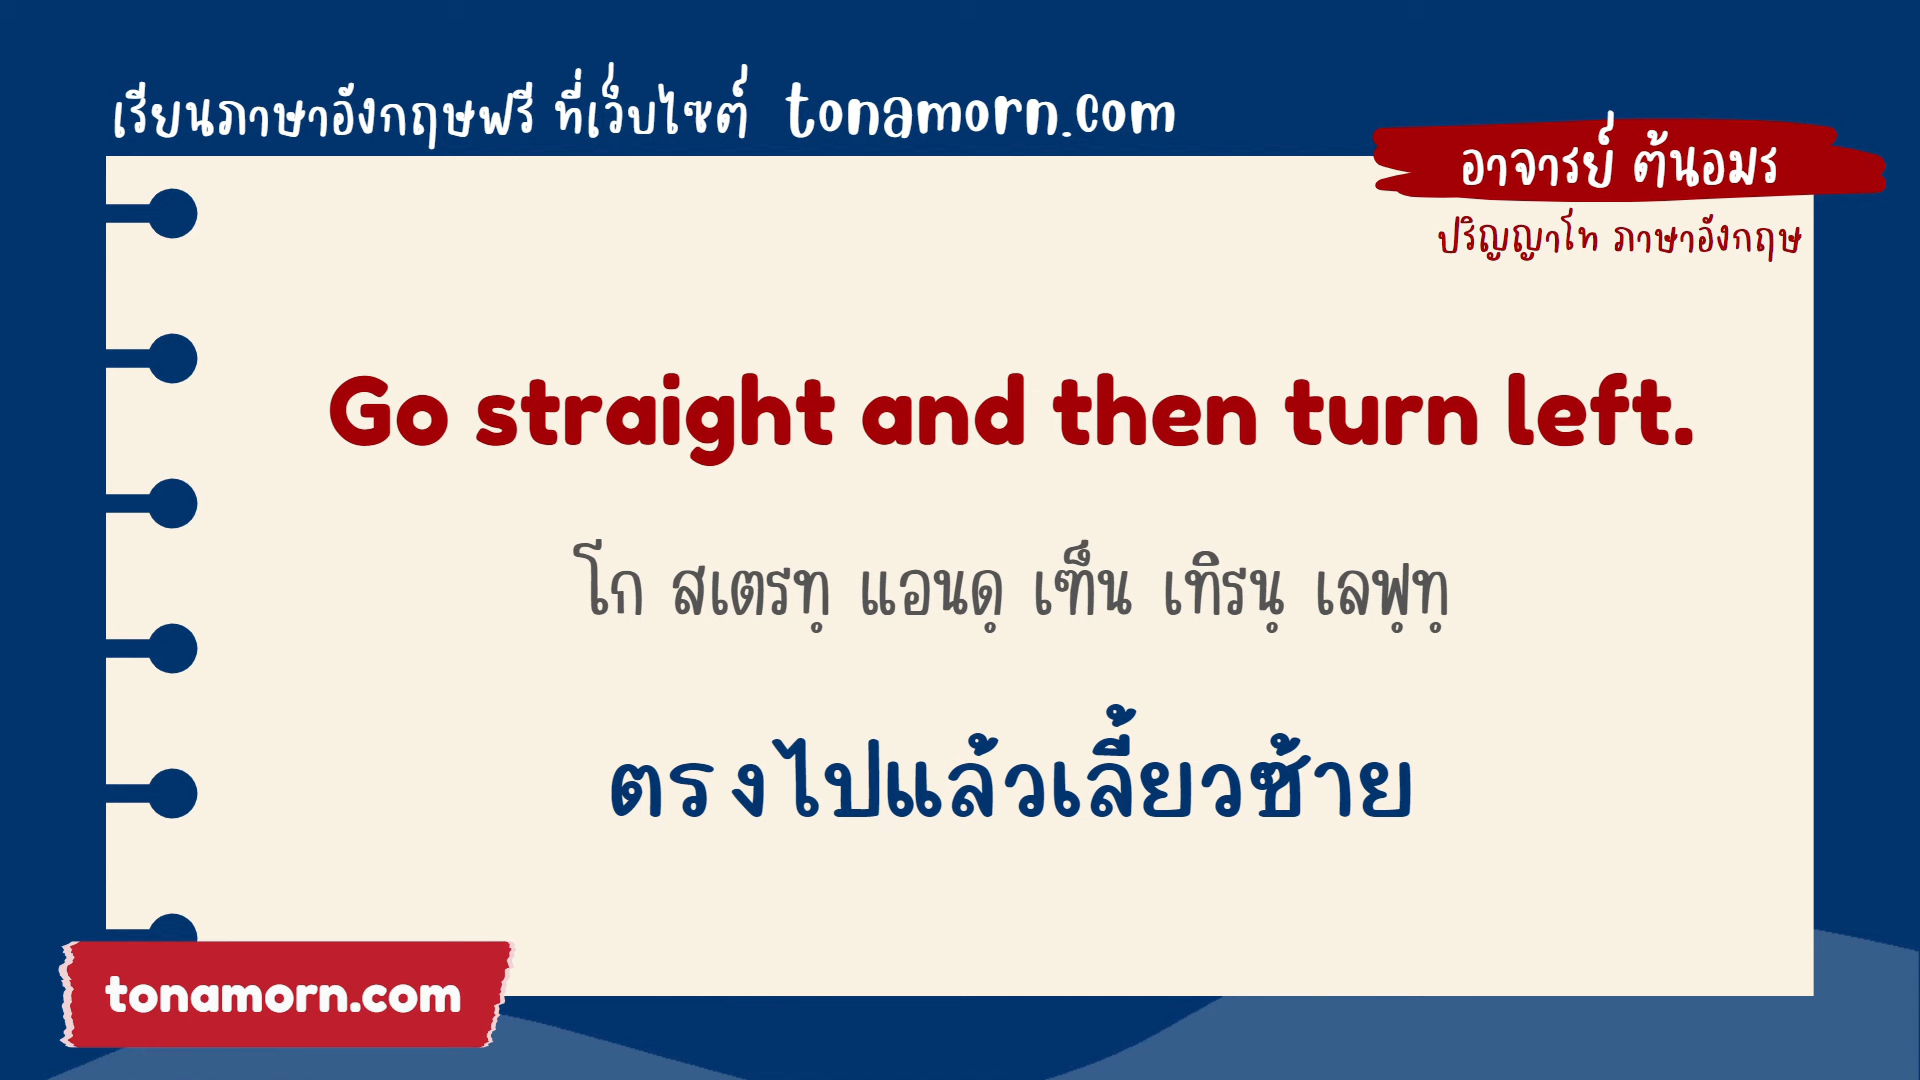 เรียนภาษาอังกฤษฟรี ที่เว็บไซต์ tonamorn.com
อาจารย์ ต้นอมร
ปริญญาโท ภาษาอังกฤษ
Go straight and then turn left.
โก สเตรทฺ แอนดฺ เฑ็น เทิรนฺ เลฟฺทฺ
ตรงไปแล้วเลี้ยวซ้าย
tonamorn.com